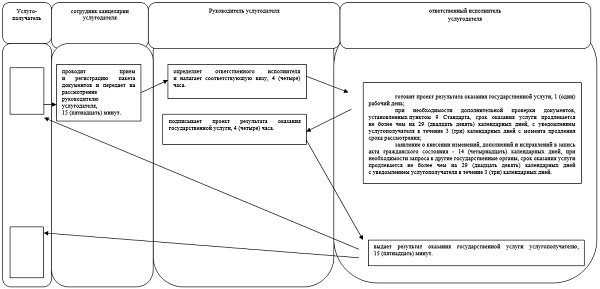 Услуго-
получатель
сотрудник канцелярии
услугодателя
Руководитель услугодателя
ответственный исполнитель
услугодателя
проводит прием
и регистрацию пакета
документов и передает на
рассмотрение
руководителю
услугодателя,
15 (пятнадцать) минут.
определяет ответственного исполнителя
и налагает соответствующую визу, 4 (четыре)
часа.
подписывает проект результата оказания
государственной услуги, 4 (четыре) часа.
готовит проект результата оказания государственной услуги, 1 (один)
рабочий день;
при необходимости дополнительной проверки документов,
установленных пунктом 9 Стандарта, срок оказания услуги продлевается
не более чем на 29 (двадцать девять) календарных дней, с уведомлением
услугополучателя в течение 3 (три) календарных дней с момента продления
срока рассмотрения;
заявление о внесении изменений, дополнений и исправлений в запись
акта гражданского состояния - 14 (четырнадцать) календарных дней, при
необходимости запроса в другие государственные органы, срок оказания услуги
продлевается не более чем на 29 (двадцать девять) календарных дней
с уведомлением услугополучателя в течение 3 (три) календарных дней.
выдает результат оказания государственной услуги услугополучателю,
15 (пятнадцать) минут.